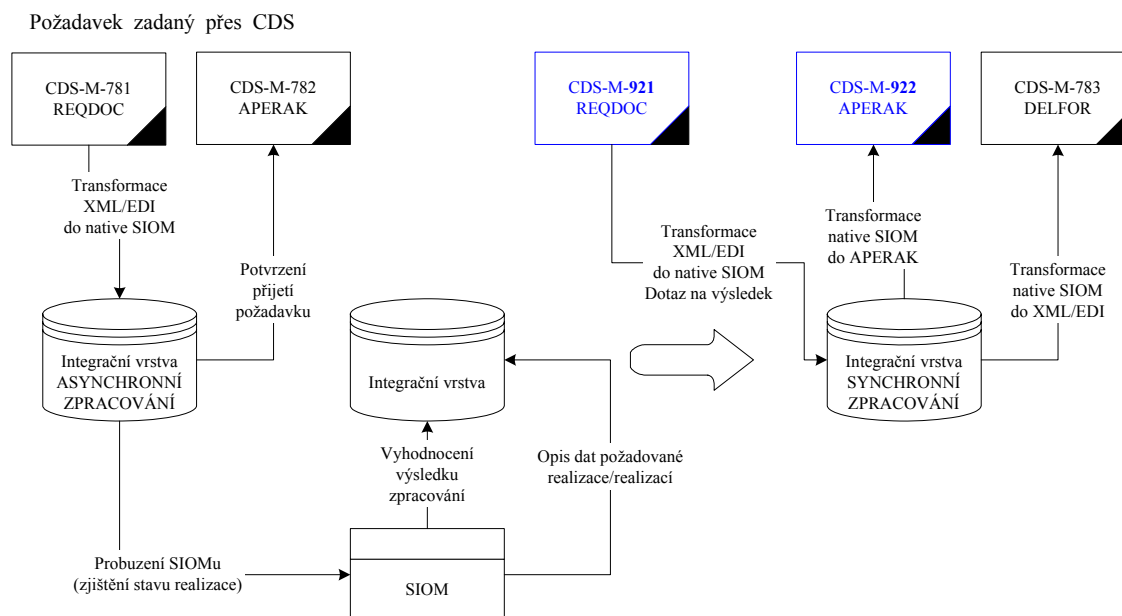 Požadavek zadaný přes CDS
CDS-M-781
REQDOC
CDS-M-782
APERAK
CDS-M-921
REQDOC
CDS-M-922
APERAK
CDS-M-783
DELFOR
Transformace
XML/EDI
do native SIOM
Potvrzení
přijetí
požadavku
Transformace
XML/EDI
do native SIOM
Dotaz na výsledek
Transformace
native SIOM
do APERAK
Transformace
native SIOM
do XML/EDI
Integrační vrstva
ASYNCHRONNÍ
ZPRACOVÁNÍ
Integrační vrstva
Integrační vrstva
SYNCHRONNÍ
ZPRACOVÁNÍ
Vyhodnocení
výsledku
zpracování
Opis dat požadované
realizace/realizací
Probuzení SIOMu
(zjištění stavu realizace)
SIOM